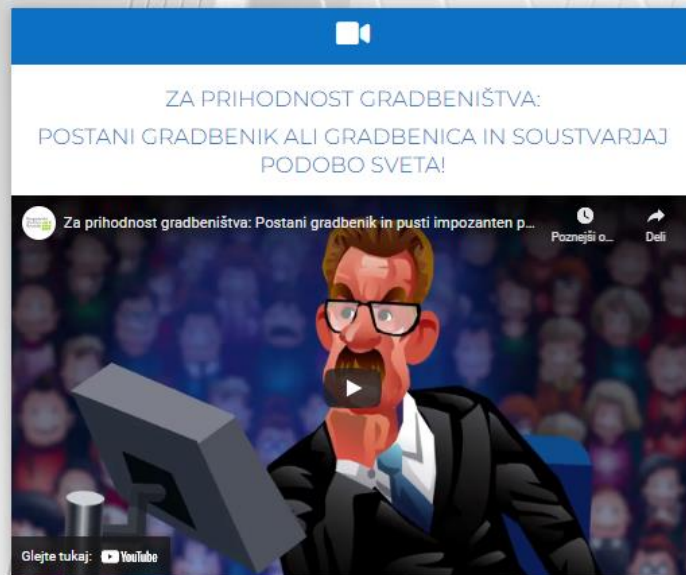 ZA PRIHODNOST GRADBENIŠTVA:
POSTANI GRADBENIK ALI GRADBENICA IN SOUSTVARJAJ
PODOBO SVETA!
Za prihodnost gradbeništva: Postani gradbenik in pusti impozanten p...
Poznejši o...
Deli
Glejte tukaj: YouTube